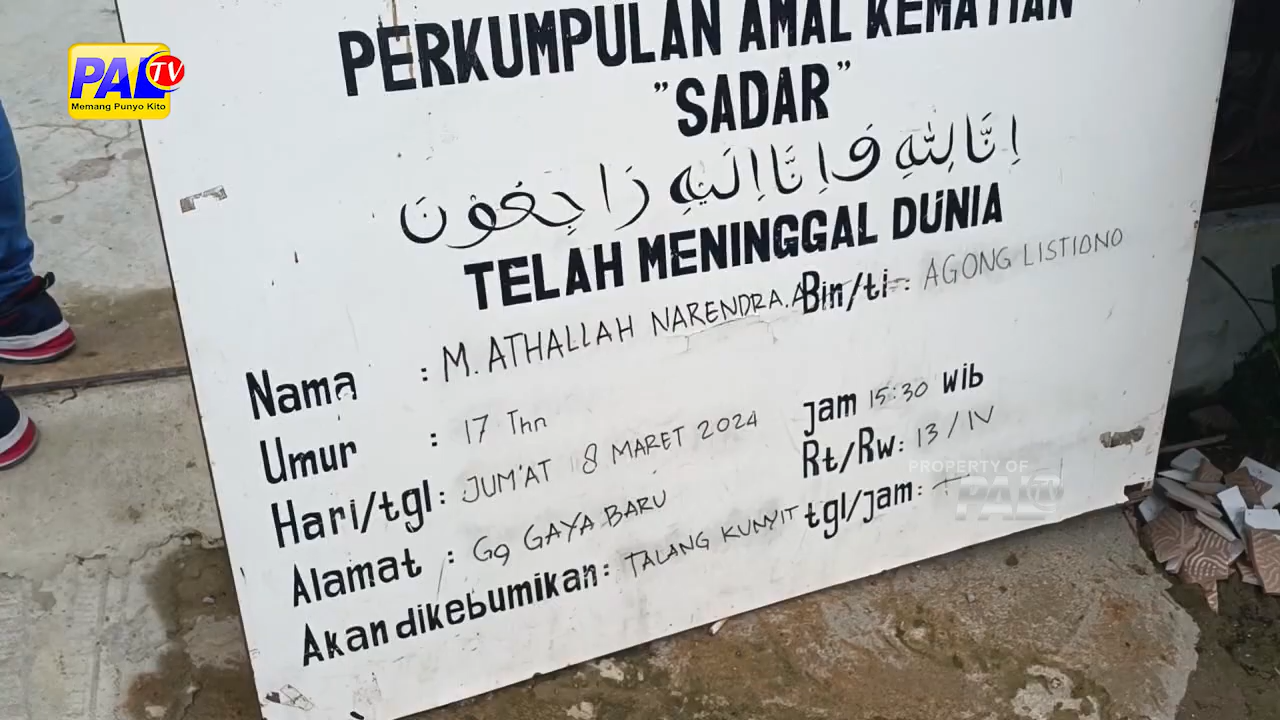 PAL TV
Memang Punyo Kito
PERKUMPULAN AMAL KEMATIAN
"SADAR"
اِنَّا لِلّٰهِ وَاِنَّا اِلَيْهِ رَاجِعُوْنَ
TELAH MENINGGAL DUNIA
Nama : M. ATHALLAH NARENDRA.A Bin/ti : AGONG LISTIONO
Umur : 17 Thn
Hari/tgl : JUM'AT 8 MARET 2024 jam 15:30 wib
Alamat : Gg GAYA BARU Rt/Rw: 13 / IV
Akan dikebumikan: TALANG KUNYIT tgl/jam:
PROPERTY OF
PAL TV